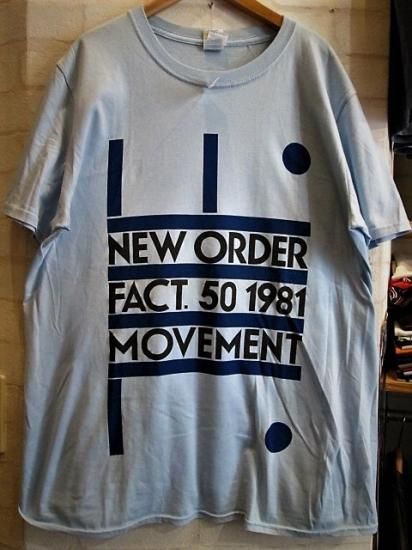 NEW ORDER
FACT. 50 1981
MOVEMENT